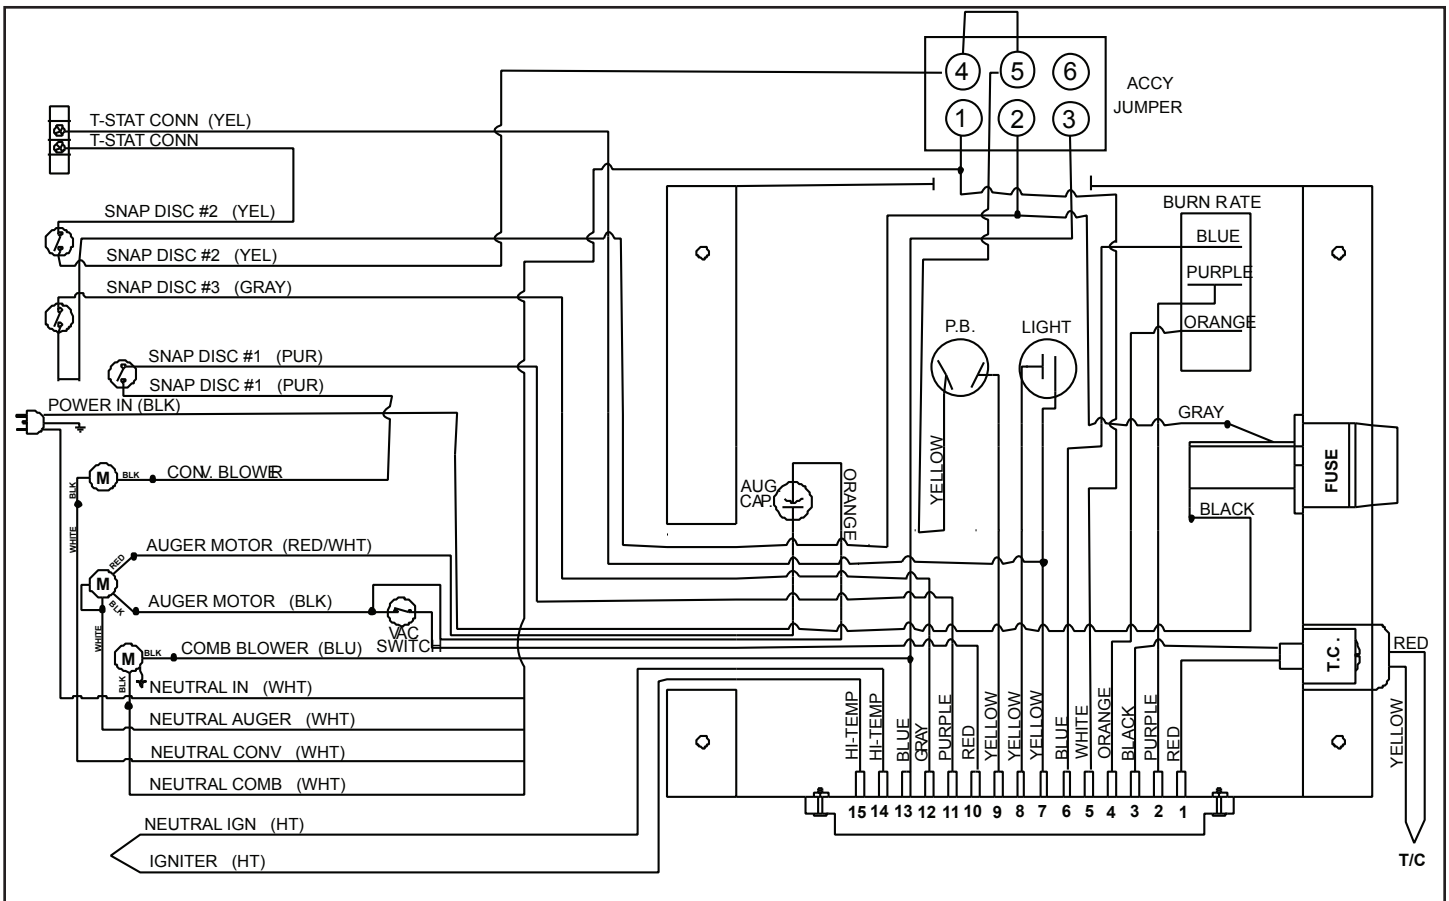 4 5 6
1 2 3
ACCY
JUMPER
T-STAT CONN (YEL)
T-STAT CONN
SNAP DISC #2 (YEL)
SNAP DISC #2 (YEL)
SNAP DISC #3 (GRAY)
SNAP DISC #1 (PUR)
SNAP DISC #1 (PUR)
POWER IN (BLK)
M
BLK
CONV. BLOWER
BLK
WHITE
AUGER MOTOR (RED/WHT)
RED
M
BLK
AUGER MOTOR (BLK)
WHITE
VAC
SWITCH
COMB BLOWER (BLU)
M
BLK
BLK
NEUTRAL IN (WHT)
NEUTRAL AUGER (WHT)
NEUTRAL CONV (WHT)
NEUTRAL COMB (WHT)
NEUTRAL IGN (HT)
IGNITER (HT)
BURN RATE
BLUE
PURPLE
ORANGE
P.B.
LIGHT
YELLOW
AUG.
CAP.
ORANGE
GRAY
FUSE
BLACK
T.C.
RED
YELLOW
T/C
HI-TEMP
HI-TEMP
BLUE
GRAY
PURPLE
RED
YELLOW
YELLOW
YELLOW
BLUE
WHITE
ORANGE
BLACK
PURPLE
RED
15 14 13 12 11 10 9 8 7 6 5 4 3 2 1